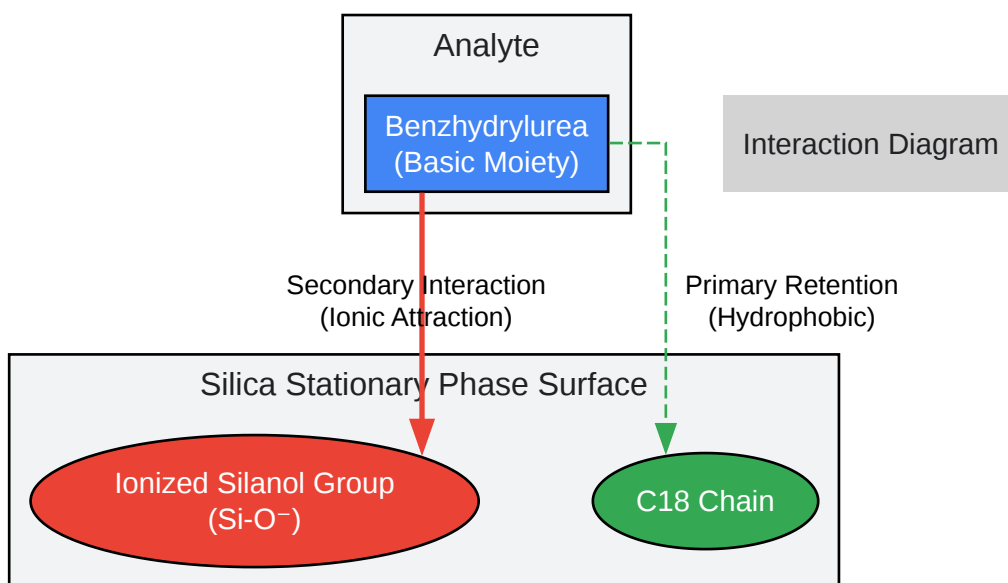 Analyte
Benzhydrylurea
(Basic Moiety)
Interaction Diagram
Secondary Interaction
(Ionic Attraction)
Primary Retention
(Hydrophobic)
Silica Stationary Phase Surface
Ionized Silanol Group
(Si-O⁻)
C18 Chain